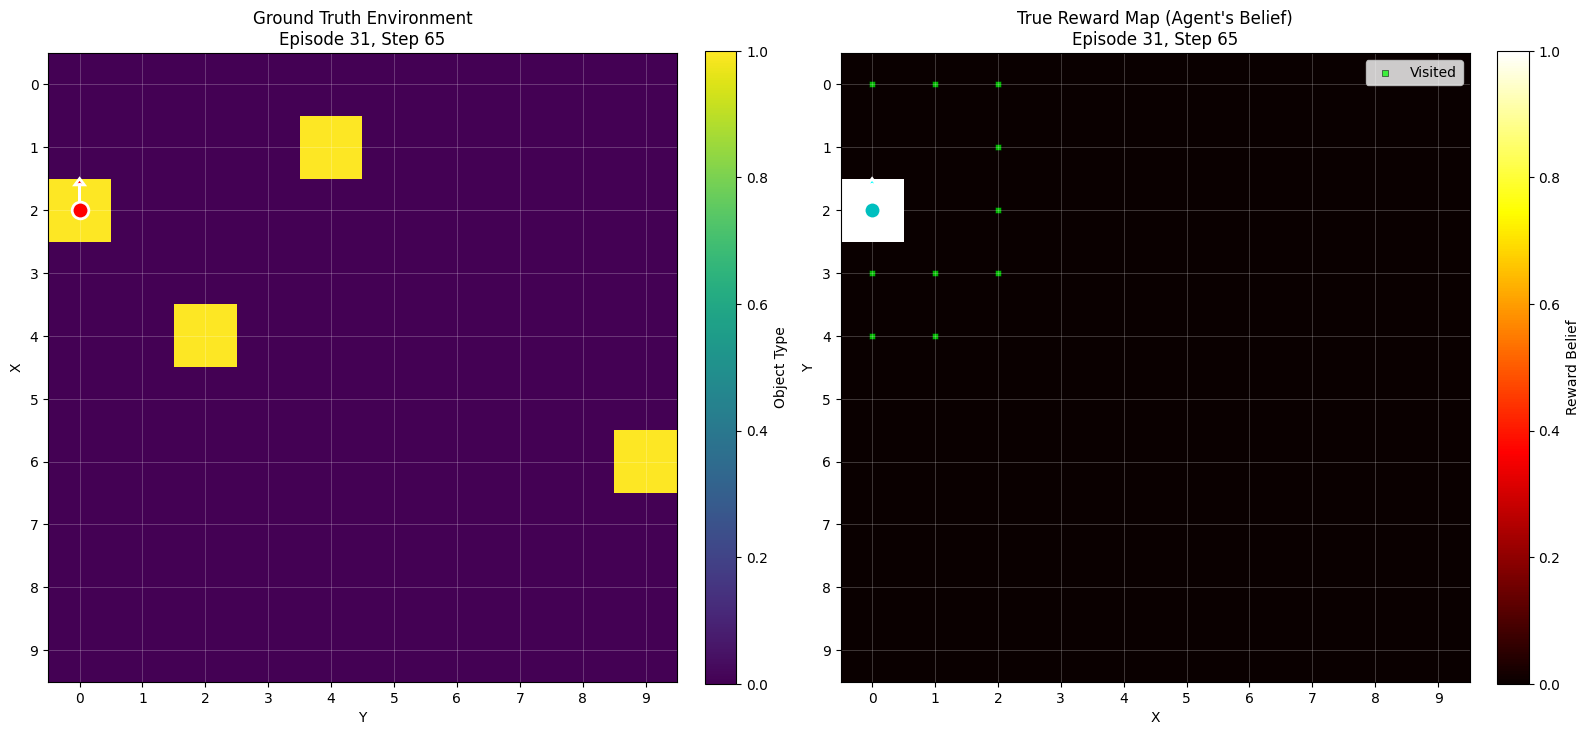 Ground Truth Environment
Episode 31, Step 65
0
1
2
3
4
5
6
7
8
9
X
0 1 2 3 4 5 6 7 8 9
Y
1.0
0.8
0.6
0.4
0.2
0.0
Object Type
True Reward Map (Agent's Belief)
Episode 31, Step 65
Visited
0
1
2
3
4
5
6
7
8
9
Y
0 1 2 3 4 5 6 7 8 9
X
1.0
0.8
0.6
0.4
0.2
0.0
Reward Belief